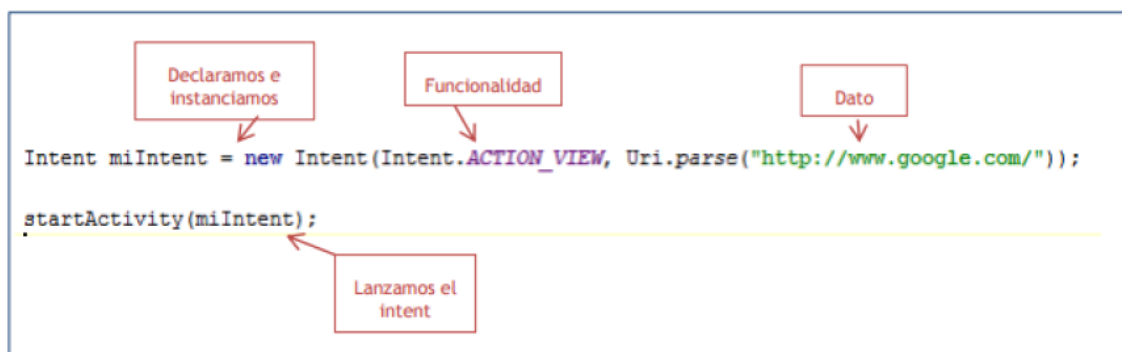 Declaramos e
instanciamos
Funcionalidad
Dato
Intent miIntent = new Intent(Intent.ACTION_VIEW, Uri.parse("http://www.google.com/"));
startActivity(miIntent);
Lanzamos el
intent